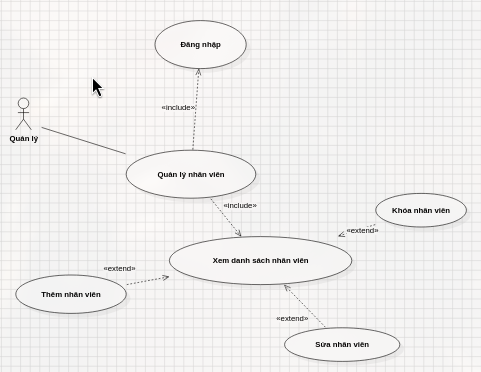 Đăng nhập
«include»
Quản lý
Quản lý nhân viên
«include»
Khóa nhân viên
«extend»
Xem danh sách nhân viên
«extend»
Thêm nhân viên
«extend»
Sửa nhân viên